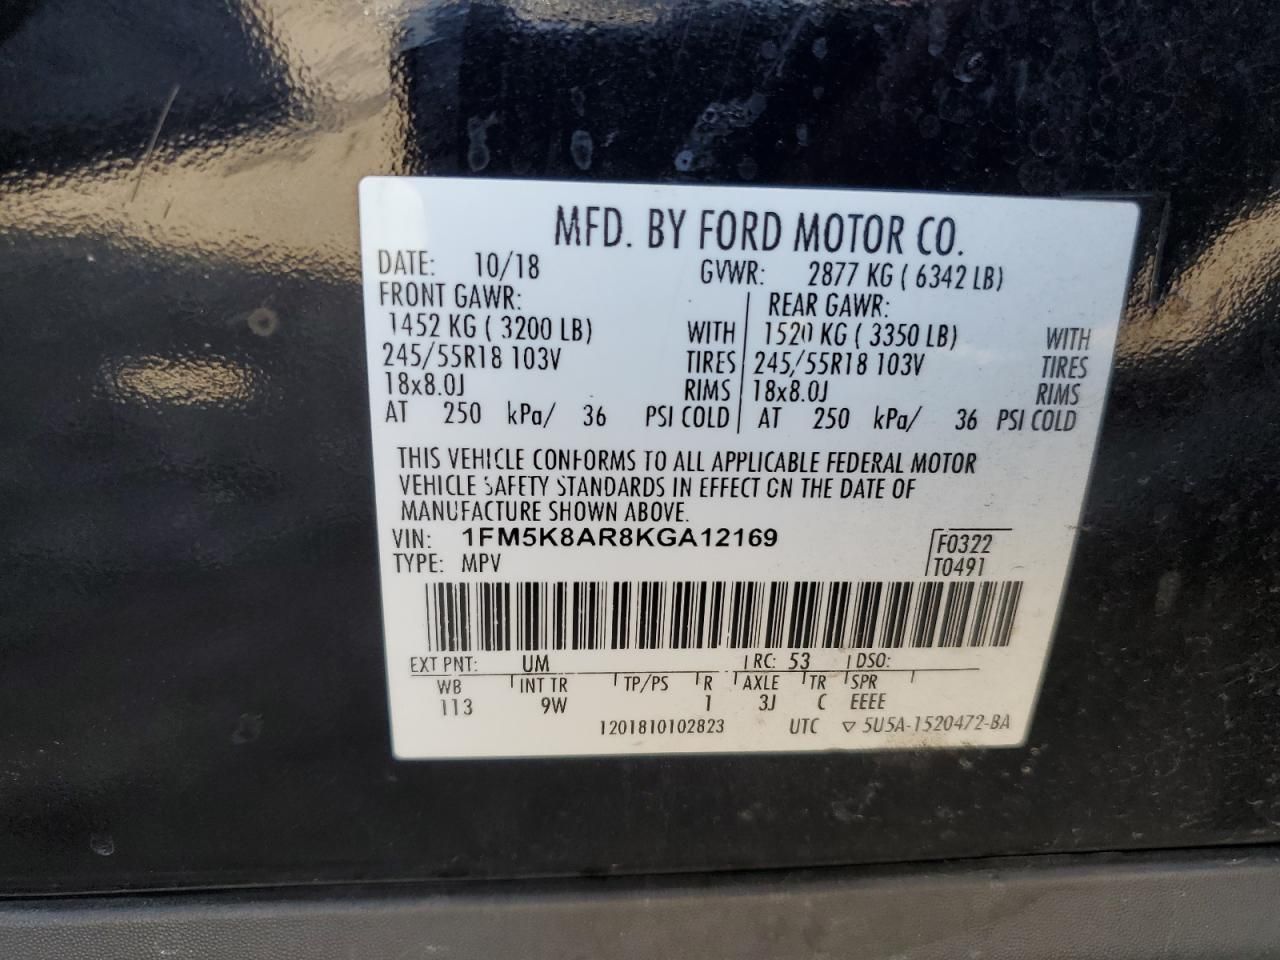 MFD. BY FORD MOTOR CO.
DATE: 10/18 GVWR: 2877 KG ( 6342 LB)
FRONT GAWR: REAR GAWR:
1452 KG ( 3200 LB) WITH 1520 KG ( 3350 LB) WITH
245/55R18 103V TIRES 245/55R18 103V TIRES
18x8.0J RIMS 18x8.0J RIMS
AT 250 kPa/ 36 PSI COLD AT 250 kPa/ 36 PSI COLD
THIS VEHICLE CONFORMS TO ALL APPLICABLE FEDERAL MOTOR
VEHICLE SAFETY STANDARDS IN EFFECT ON THE DATE OF
MANUFACTURE SHOWN ABOVE.
VIN: 1FM5K8AR8KGA12169 F0322
TYPE: MPV T0491
EXT PNT: UM RC: 53 DSO:
WB INT TR TP/PS R AXLE TR SPR
113 9W 1 3J C EEEE
1201810102823 UTC ▽ 5U5A-1520472-BA